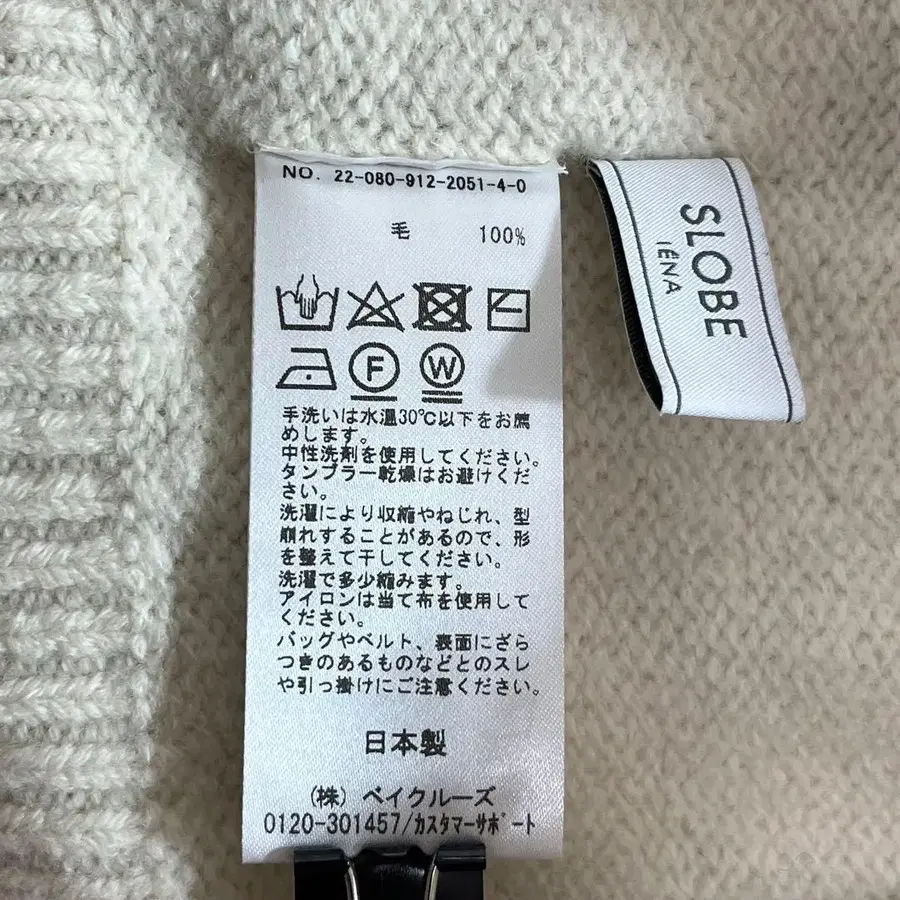 NO. 22-080-912-2051-4-0
毛 100%
F W
手洗いは水温30℃以下をお薦
めします。
中性洗剤を使用してください。
タンブラー乾燥はお避けくだ
さい。
洗濯により収縮やねじれ、型
崩れすることがあるので、形
を整えて干してください。
洗濯で多少縮みます。
アイロンは当て布を使用して
ください。
バッグやベルト、表面にざら
つきのあるものなどとのスレ
や引っ掛けにご注意ください。
日本製
(株) ベイクルーズ
0120-301457/カスタマーサポート
SLOBE
IÉNA